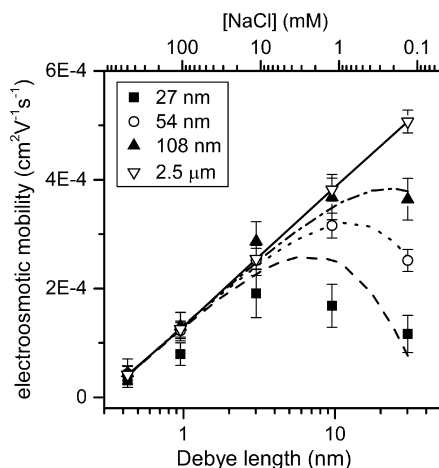 [NaCl] (mM)
100 10 1 0.1
6E-4
27 nm
54 nm
108 nm
2.5 μm
4E-4
2E-4
0
electroosmotic mobility (cm²V⁻¹s⁻¹)
1 10
Debye length (nm)